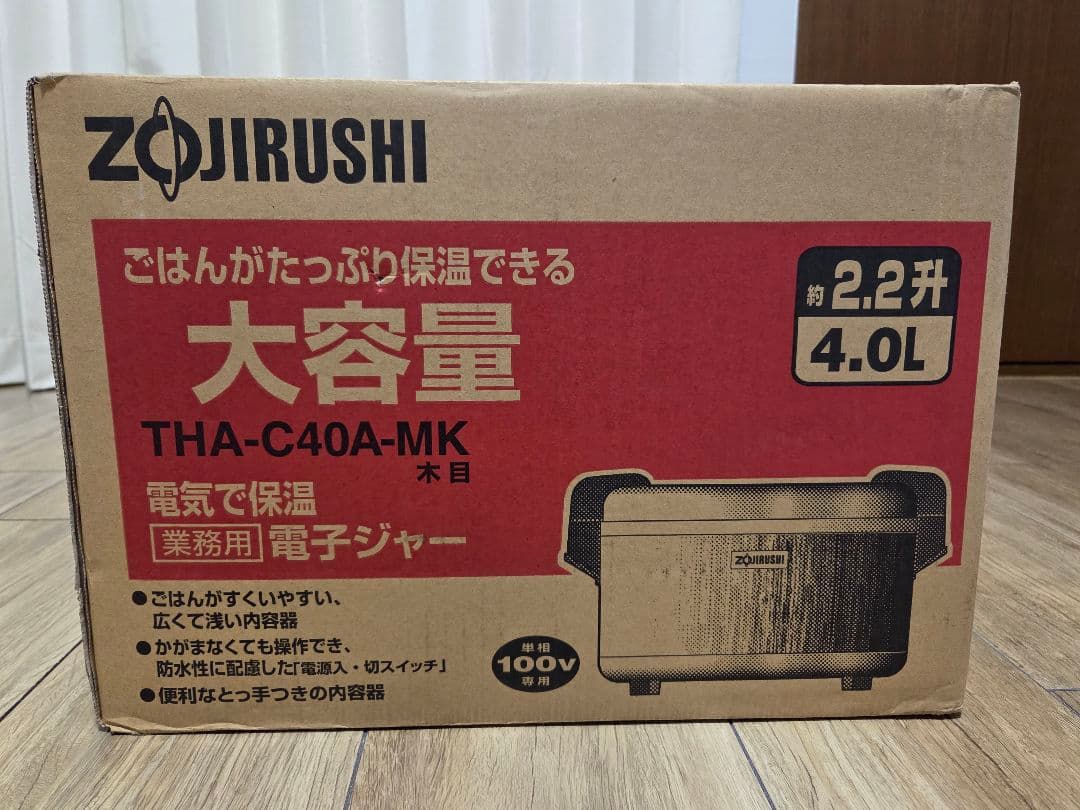 ZOJIRUSHI
ごはんがたっぷり保温できる
大容量
約2.2升
4.0L
THA-C40A-MK
木目
電気で保温
業務用 電子ジャー
●ごはんがすくいやすい、
広くて浅い内容器
●かがまなくても操作でき、
防水性に配慮した「電源入・切スイッチ」
●便利なとっ手つきの内容器
単相
100V
専用
ZOJIRUSHI